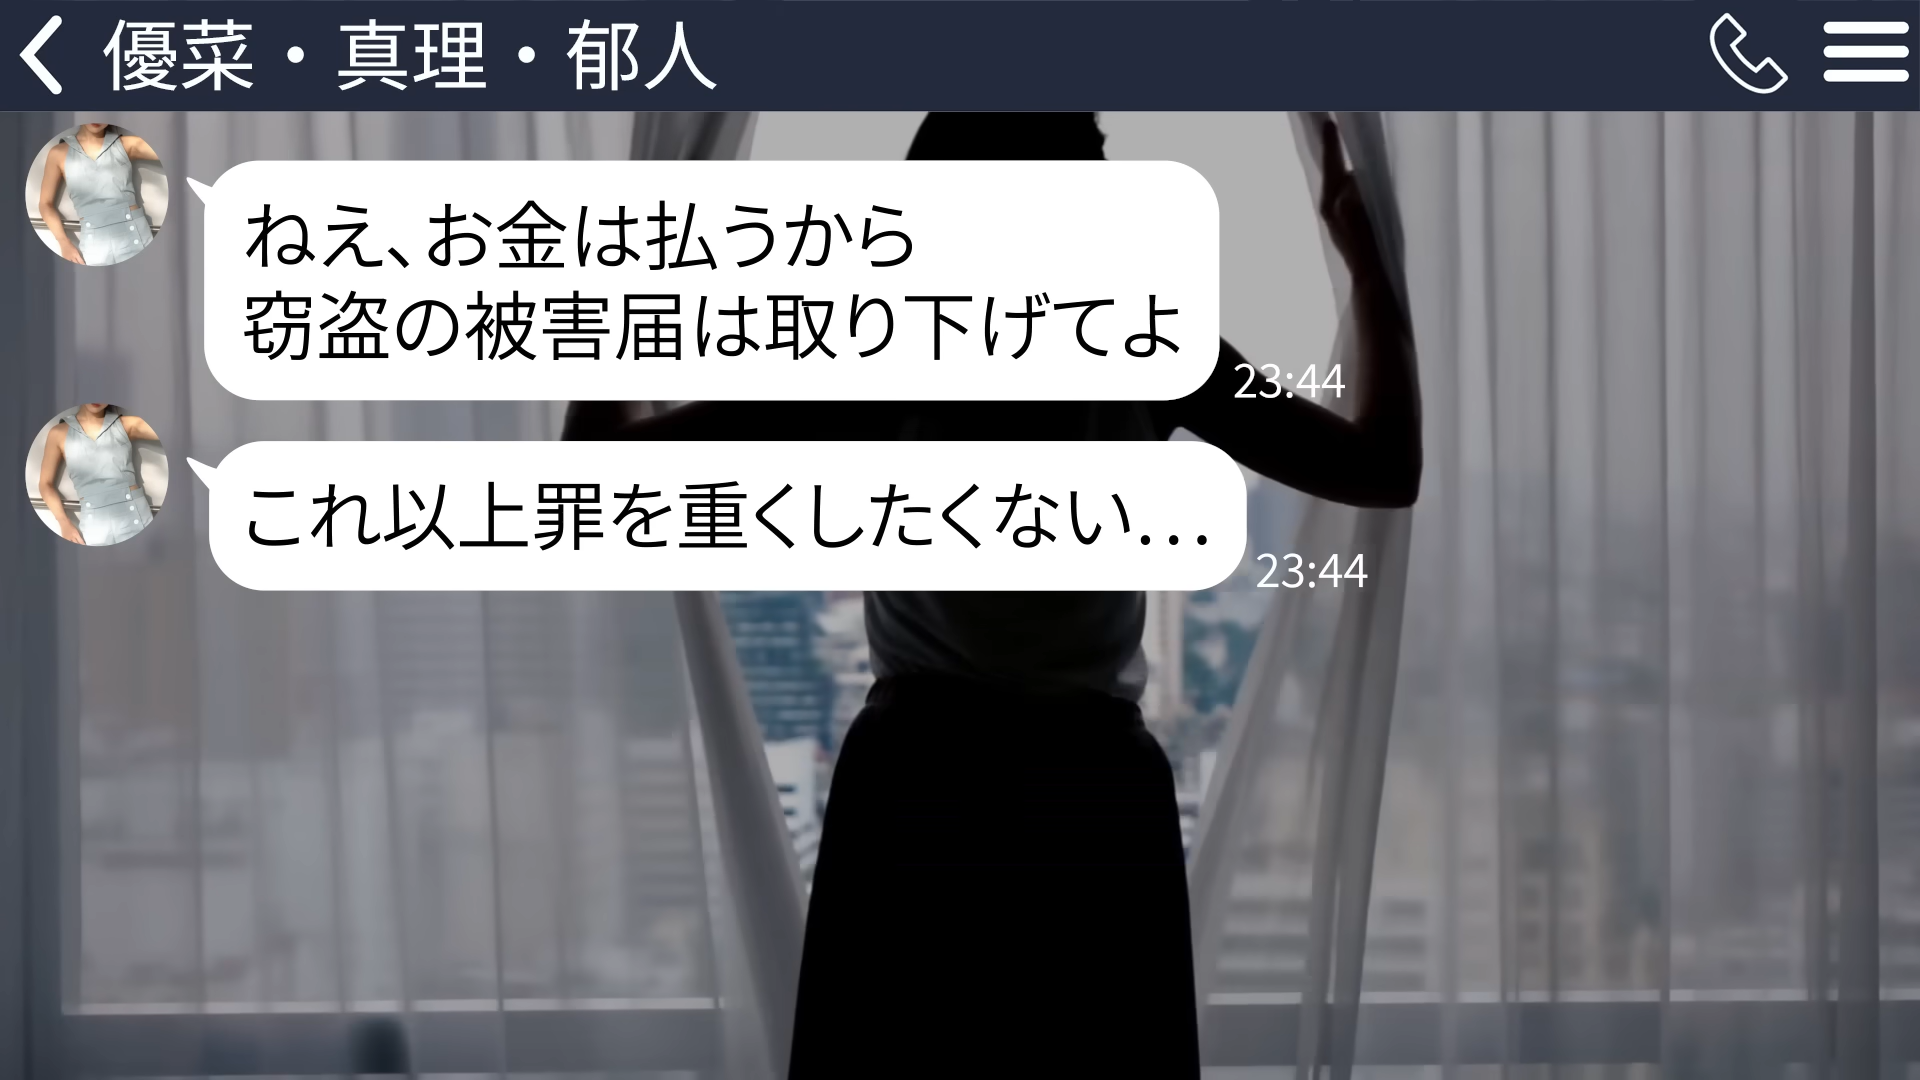 優菜・真理・郁人
ねえ、お金は払うから
窃盗の被害届は取り下げてよ
23:44
これ以上罪を重くしたくない…
23:44